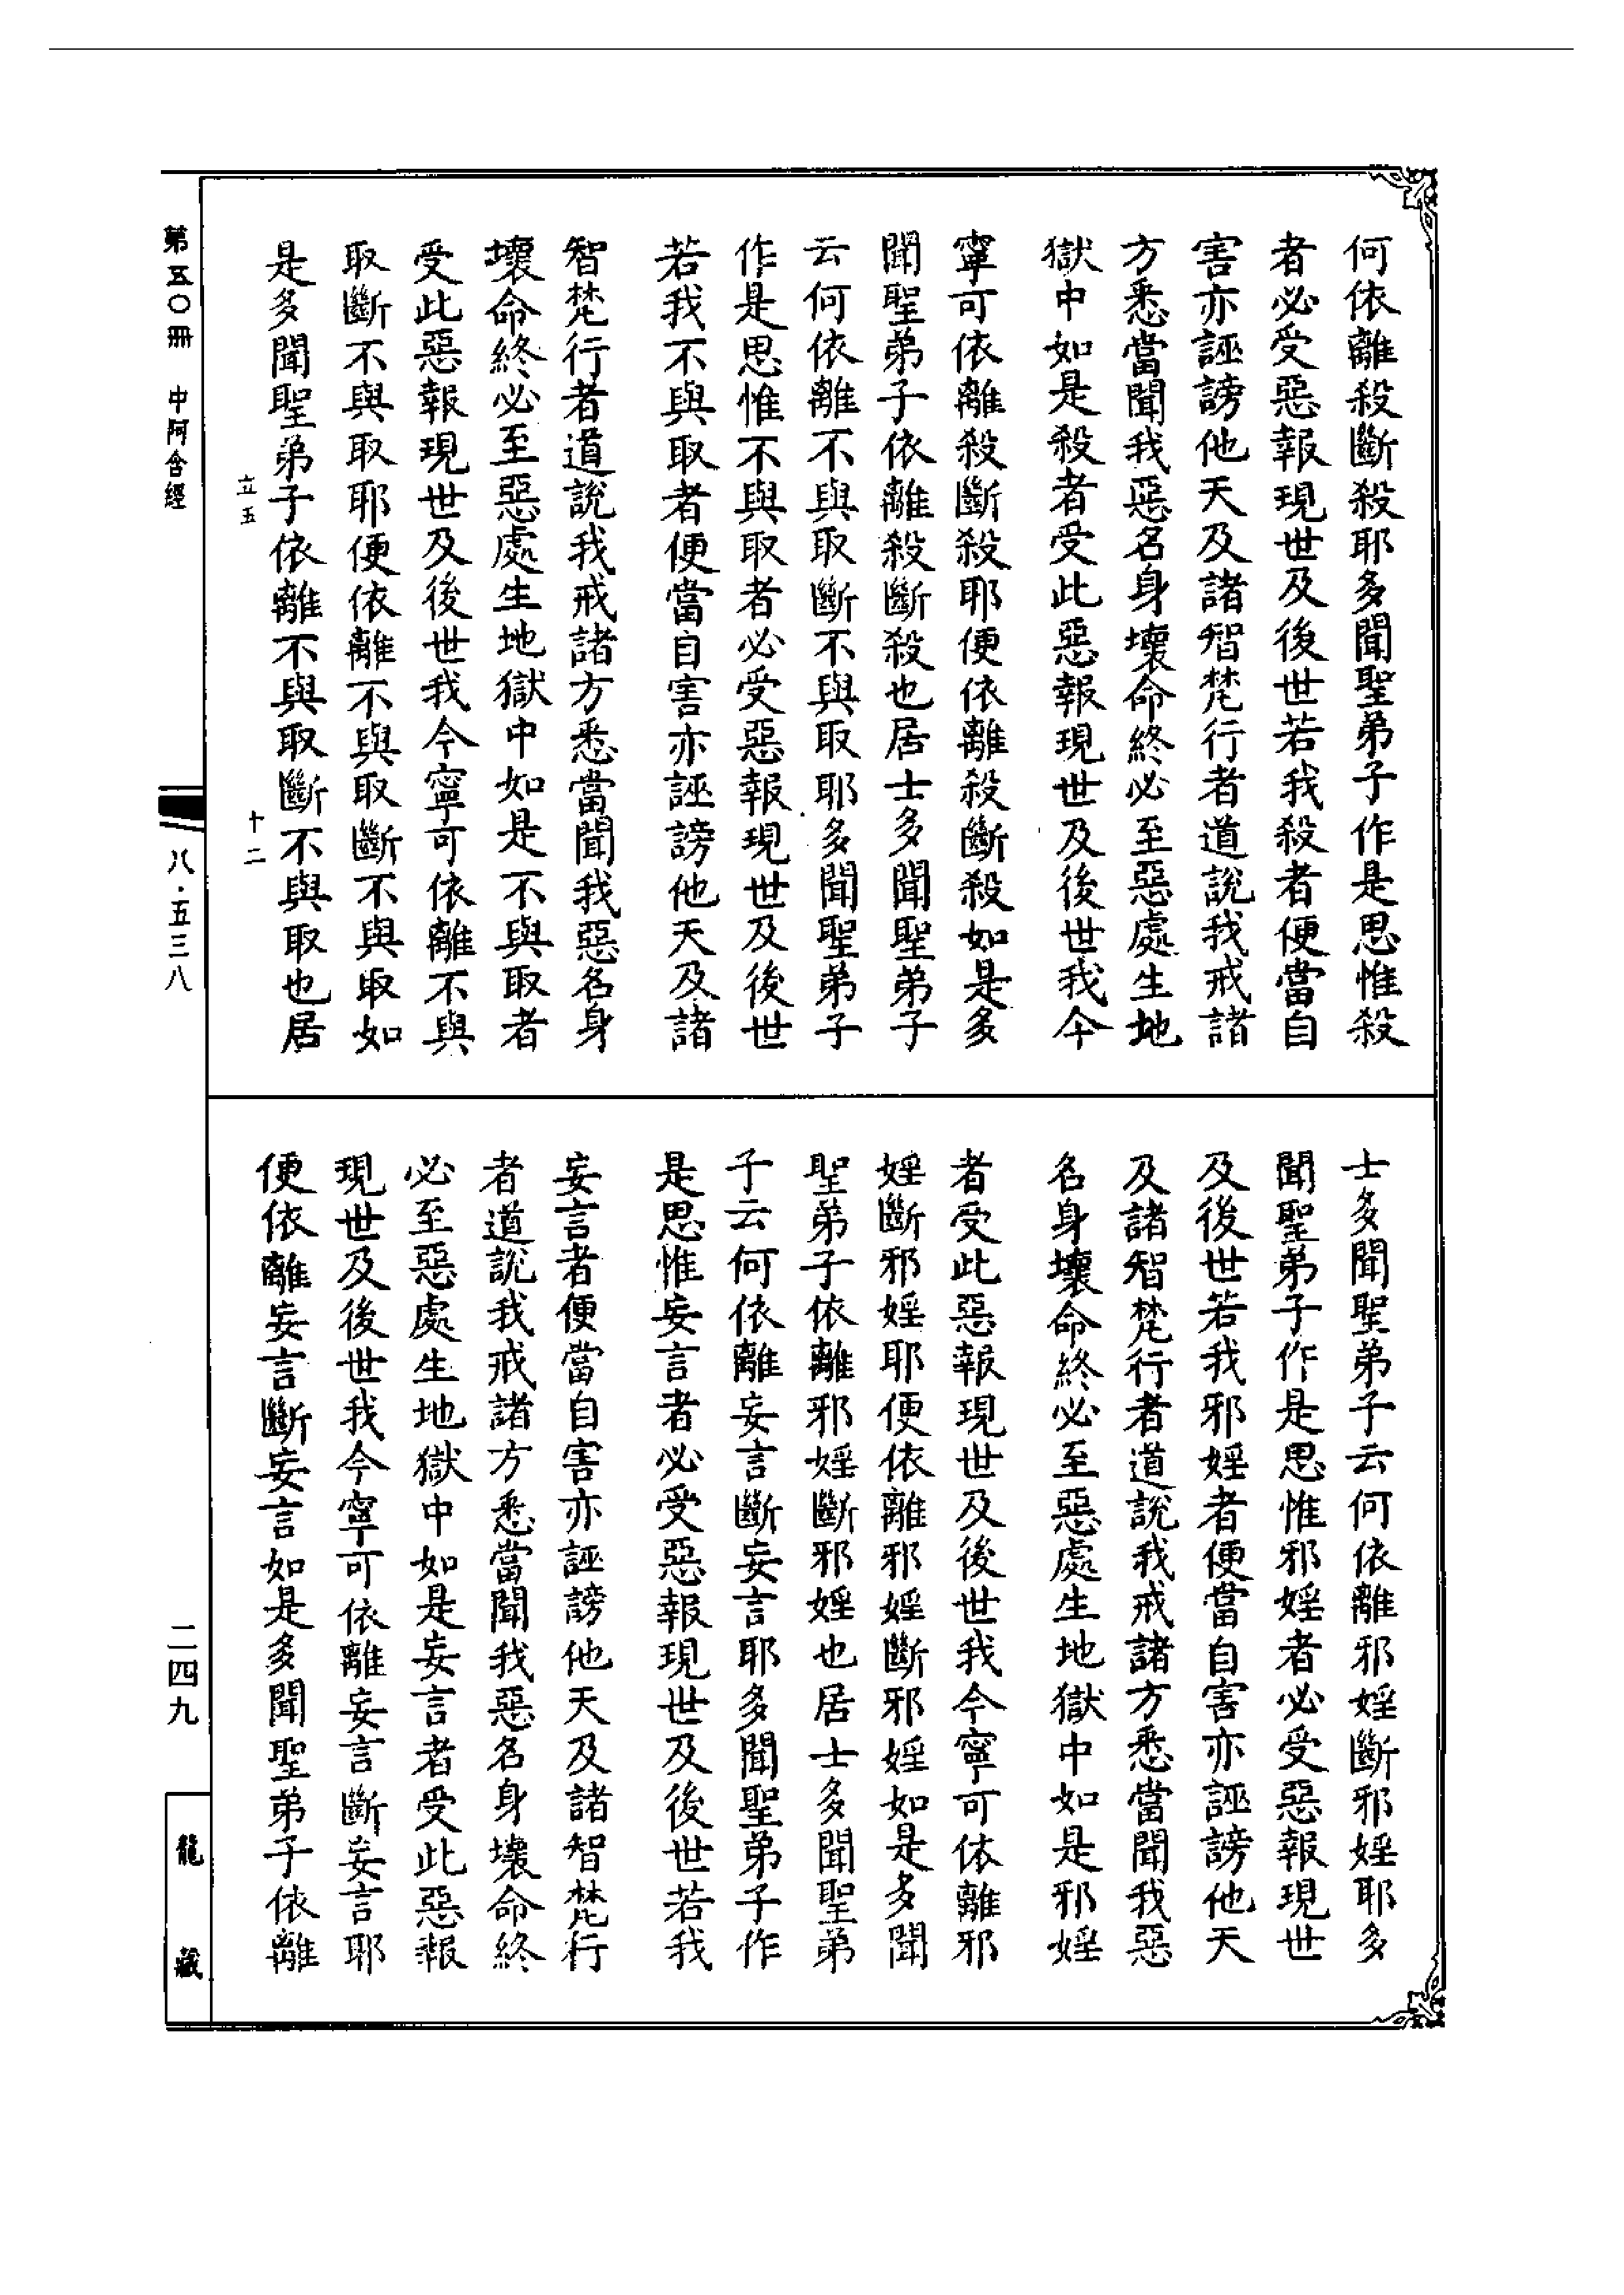 何依離殺斷殺耶多聞聖弟子作是思惟殺
者必受惡報現世及後世若我殺者便當自
害亦誣謗他天及諸智梵行者道說我戒諸
方悉當聞我惡名身壞命終必至惡處生地
獄中如是殺者受此惡報現世及後世我今
寧可依離殺斷殺耶便依離殺斷殺如是多
聞聖弟子依離殺斷殺也居士多聞聖弟子
云何依離不與取斷不與取耶多聞聖弟子
作是思惟不與取者必受惡報現世及後世
若我不與取者便當自害亦誣謗他天及諸
智梵行者道說我戒諸方悉當聞我惡名身
壞命終必至惡處生地獄中如是不與取者
受此惡報現世及後世我今寧可依離不與
取斷不與取耶便依離不與取斷不與取如
是多聞聖弟子依離不與取斷不與取也居
立五
十二
士多聞聖弟子云何依離邪婬斷邪婬耶多
聞聖弟子作是思惟邪婬者必受惡報現世
及後世若我邪婬者便當自害亦誣謗他天
及諸智梵行者道說我戒諸方悉當聞我惡
名身壞命終必至惡處生地獄中如是邪婬
者受此惡報現世及後世我今寧可依離邪
婬斷邪婬耶便依離邪婬斷邪婬如是多聞
聖弟子依離邪婬斷邪婬也居士多聞聖弟
子云何依離妄言斷妄言耶多聞聖弟子作
是思惟妄言者必受惡報現世及後世若我
妄言者便當自害亦誣謗他天及諸智梵行
者道說我戒諸方悉當聞我惡名身壞命終
必至惡處生地獄中如是妄言者受此惡報
現世及後世我今寧可依離妄言斷妄言耶
便依離妄言斷妄言如是多聞聖弟子依離
第五〇冊 中阿含經
八·五三八
二四九
龍藏